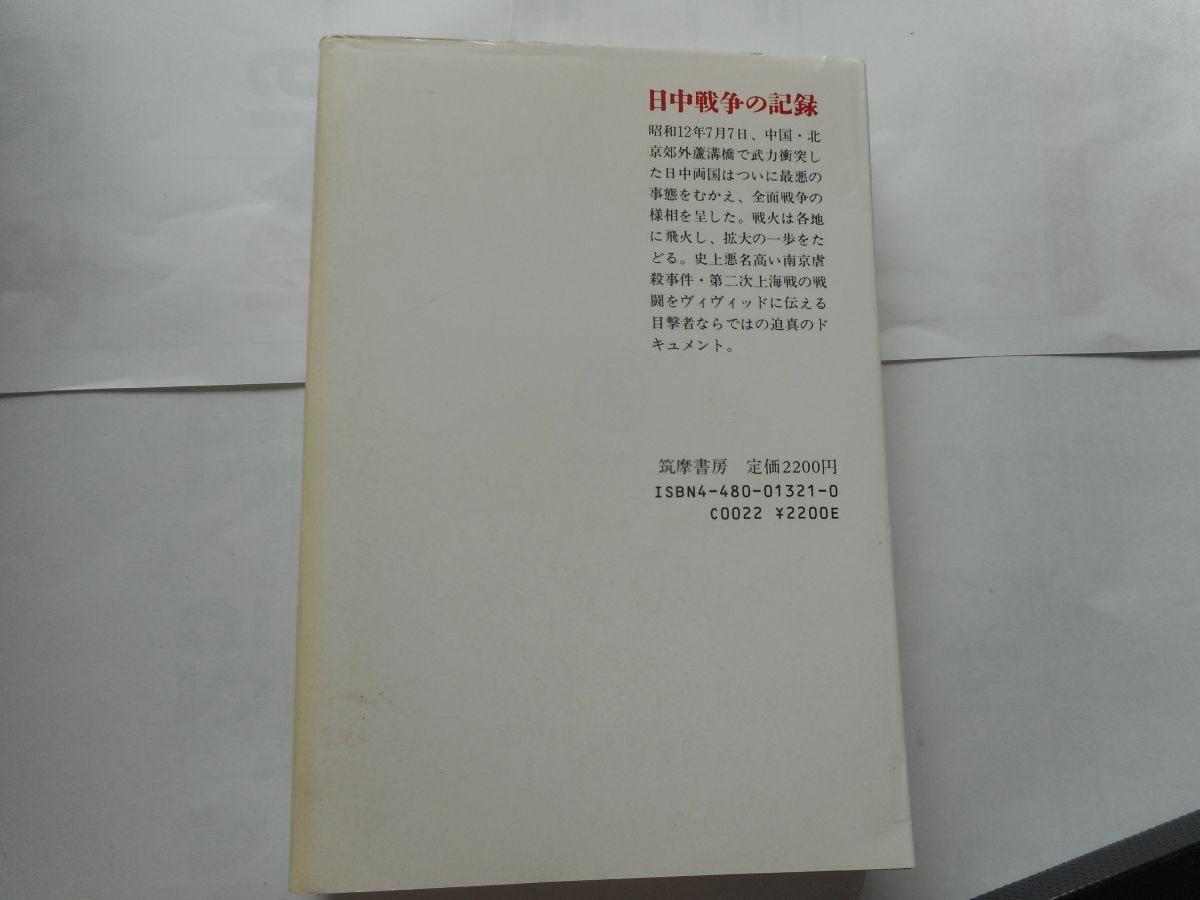 日中戦争の記録
昭和12年7月7日、中国・北
京郊外蘆溝橋で武力衝突し
た日中両国はついに最悪の
事態をむかえ、全面戦争の
様相を呈した。戦火は各地
に飛火し、拡大の一歩をた
どる。史上悪名高い南京虐
殺事件・第二次上海戦の戦
闘をヴィヴィッドに伝える
目撃者ならではの迫真のド
キュメント。
筑摩書房 定価2200円
ISBN4-480-01321-0
C0022 ¥2200E